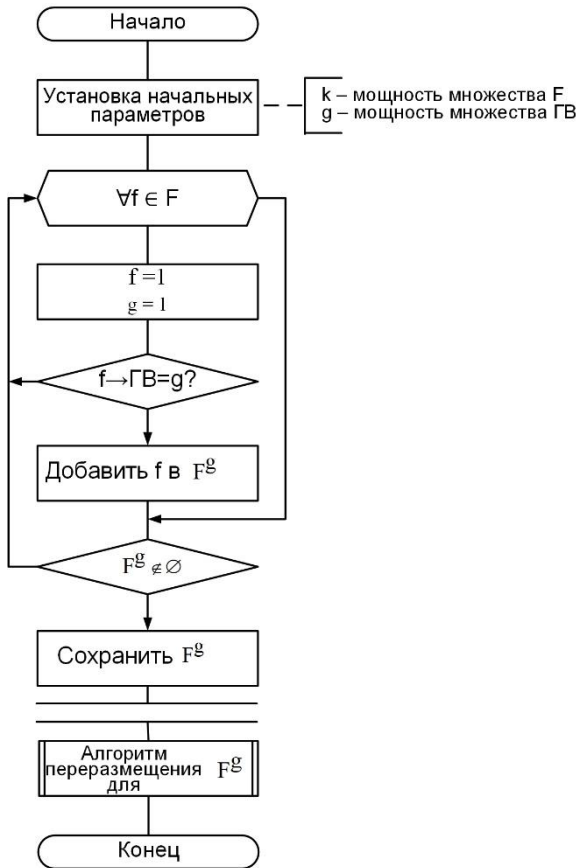 Начало
Установка начальных
параметров
k – мощность множества F
g – мощность множества ГВ
∀f ∈ F
f =1
g = 1
f→ГВ=g?
Добавить f в F^g
F^g ∉ ∅
Сохранить F^g
Алгоритм
переразмещения F^g
для
Конец